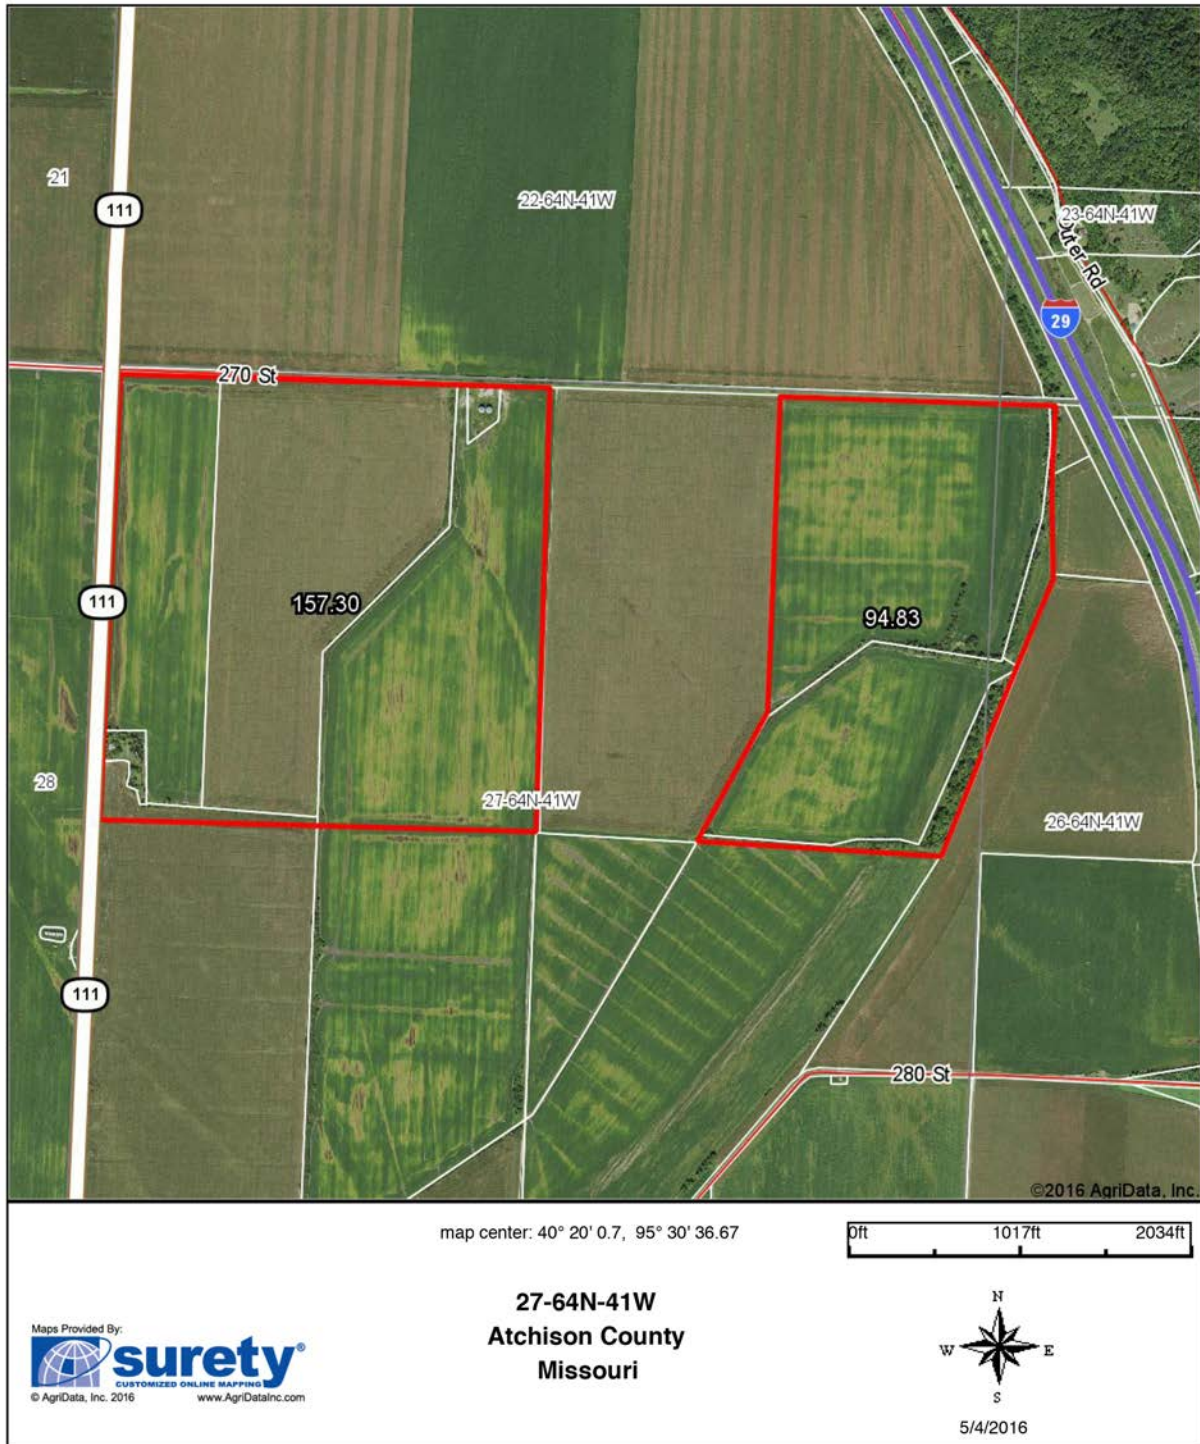 21
111
22-64N-41W
23-64N-41W
Outer Rd
29
270 St
111
157.30
94.83
28
27-64N-41W
26-64N-41W
111
280 St
©2016 AgriData, Inc.
map center: 40° 20' 0.7, 95° 30' 36.67
0ft 1017ft 2034ft
27-64N-41W
Atchison County
Missouri
Maps Provided By:
surety®
CUSTOMIZED ONLINE MAPPING
© AgriData, Inc. 2016 www.AgriDataInc.com
N
W E
S
5/4/2016